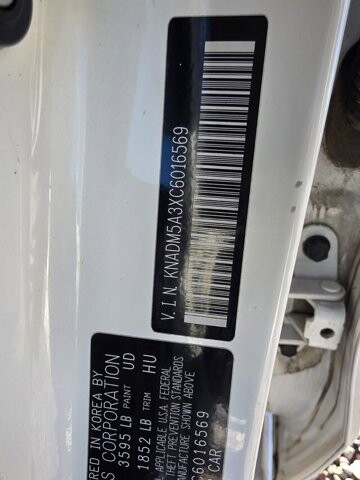 V.I.N. KNADM5A3XC6016569
RED IN KOREA BY
S CORPORATION
3595 LB PAINT UD
1852 LB TRIM HU
APPLICABLE U.S.A. FEDERAL
THEFT PREVENTION STANDARDS
MANUFACTURE SHOWN ABOVE
C6016569
CAR